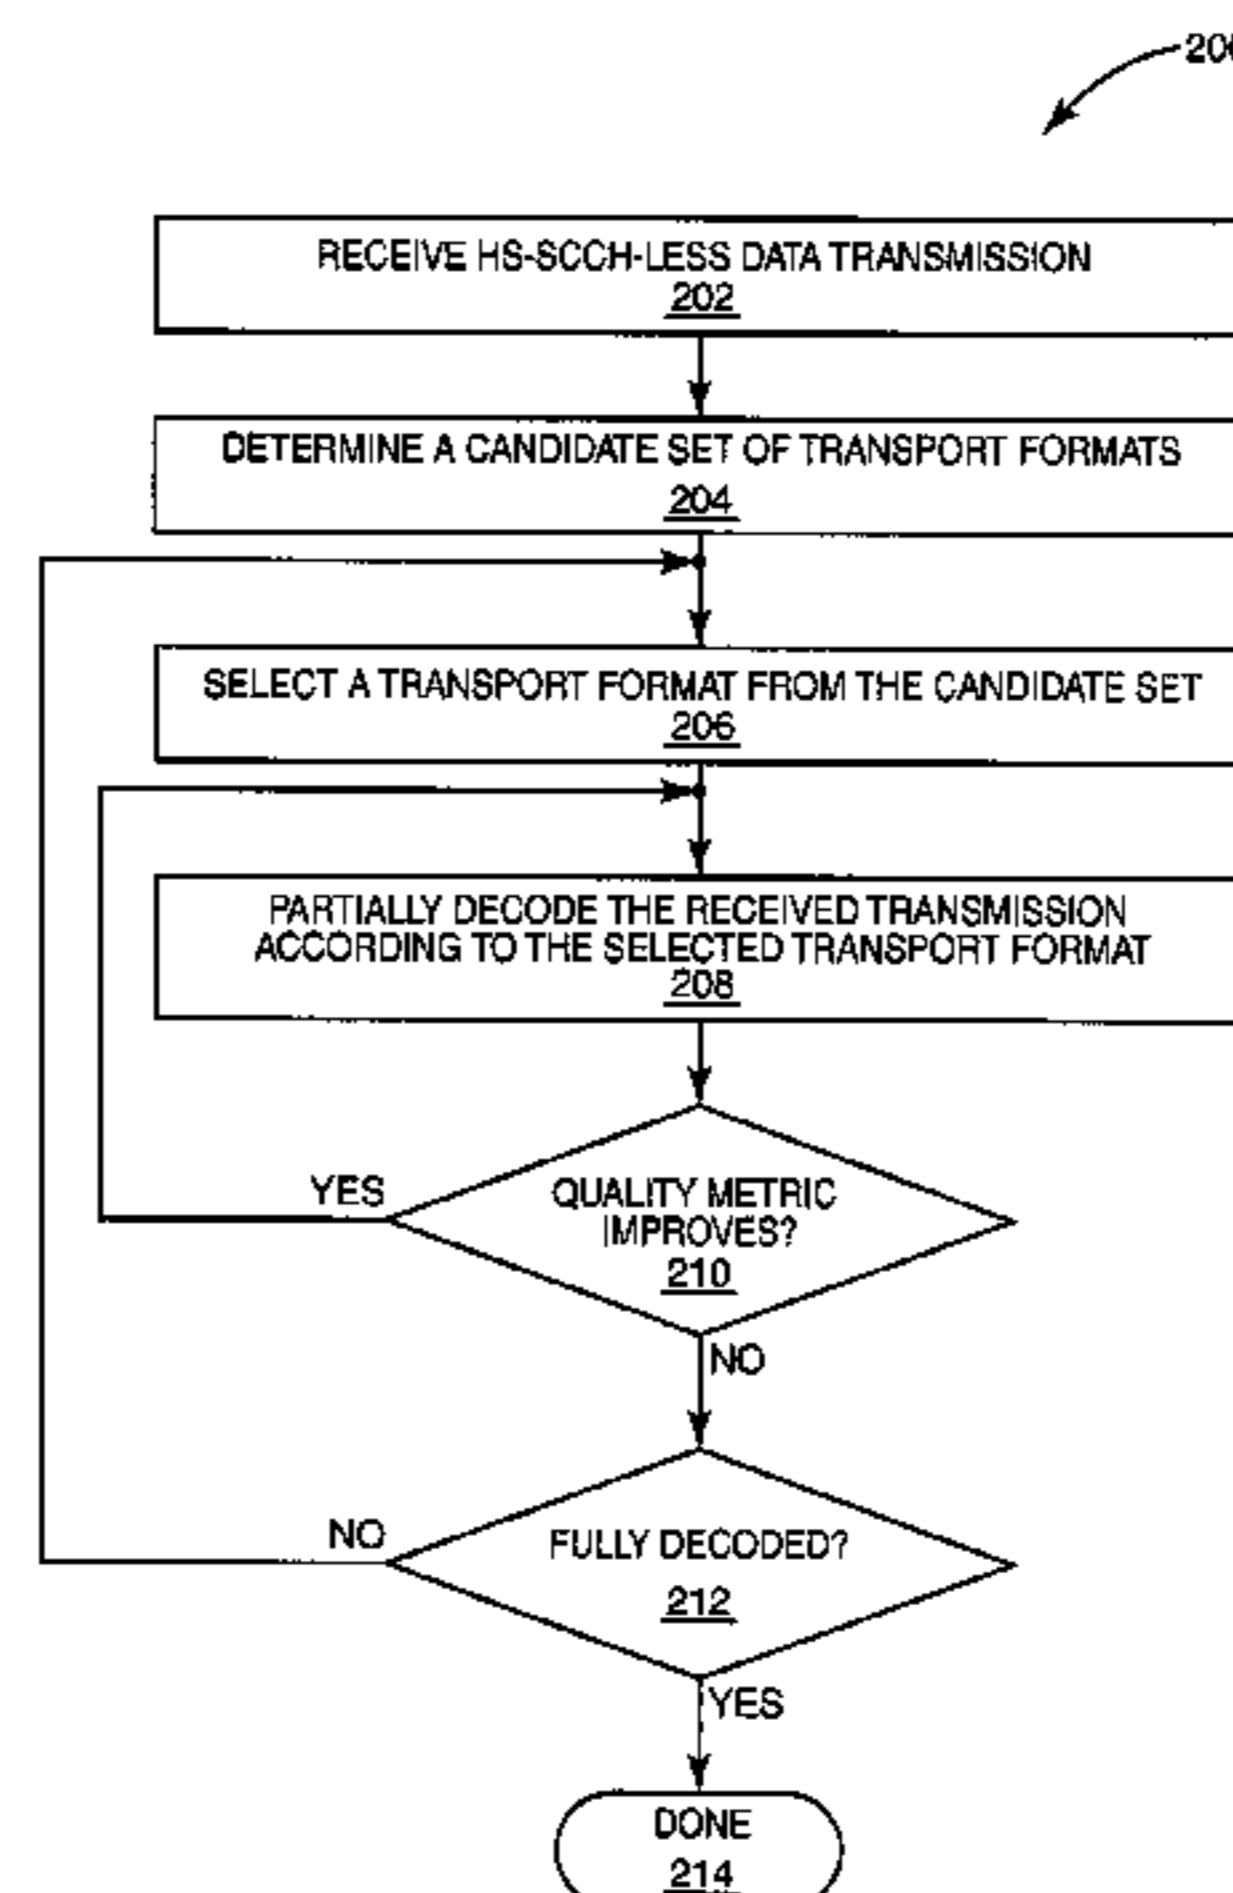 200
RECEIVE HS-SCCH-LESS DATA TRANSMISSION
202
DETERMINE A CANDIDATE SET OF TRANSPORT FORMATS
204
SELECT A TRANSPORT FORMAT FROM THE CANDIDATE SET
206
PARTIALLY DECODE THE RECEIVED TRANSMISSION
ACCORDING TO THE SELECTED TRANSPORT FORMAT
208
YES
QUALITY METRIC
IMPROVES?
210
NO
NO
FULLY DECODED?
212
YES
DONE
214